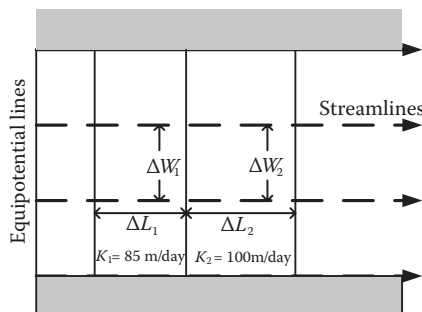 Equipotential lines
Streamlines
ΔW₁
ΔW₂
ΔL₁
ΔL₂
K₁= 85 m/day
K₂ = 100m/day